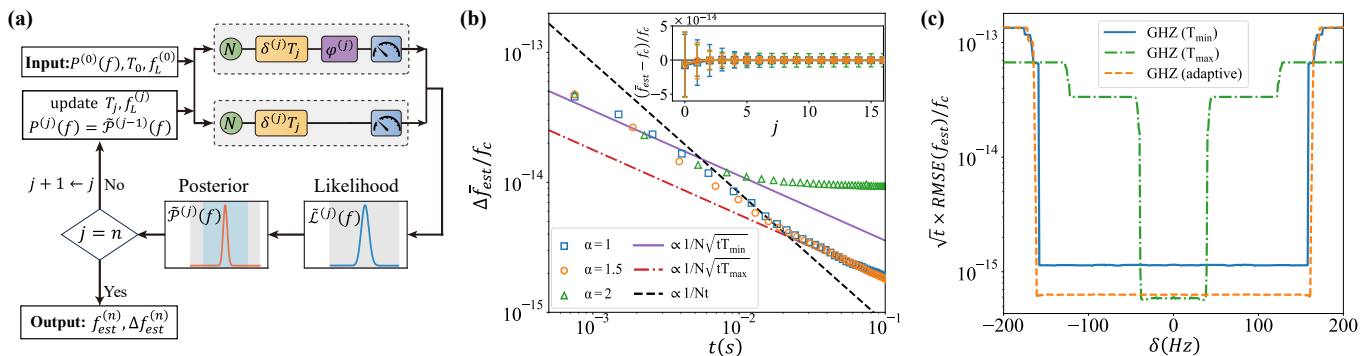 (a)
N
δ^(j)T_j
φ^(j)
Input:P^(0)(f), T_0, f_L^(0)
update T_j, f_L^(j)
P^(j)(f) = P̃^(j−1)(f)
N
δ^(j)T_j
j + 1 ← j
No
Posterior
Likelihood
P̃^(j)(f)
L̃^(j)(f)
j = n
Yes
Output: f_est^(n), Δf_est^(n)
(b)
Δf̄_est/f_c
10^−13
10^−14
10^−15
10^−3
10^−2
10^−1
t(s)
α = 1
α = 1.5
α = 2
∝1/N√tT_min
∝1/N√tT_max
∝1/Nt
× 10^−14
(f̄_est − f_c)/f_c
5
0
−5
0
5
10
15
j
(c)
√t × RMSE(f_est)/f_c
10^−13
10^−14
10^−15
−200
−100
0
100
200
δ(Hz)
GHZ (T_min)
GHZ (T_max)
GHZ (adaptive)